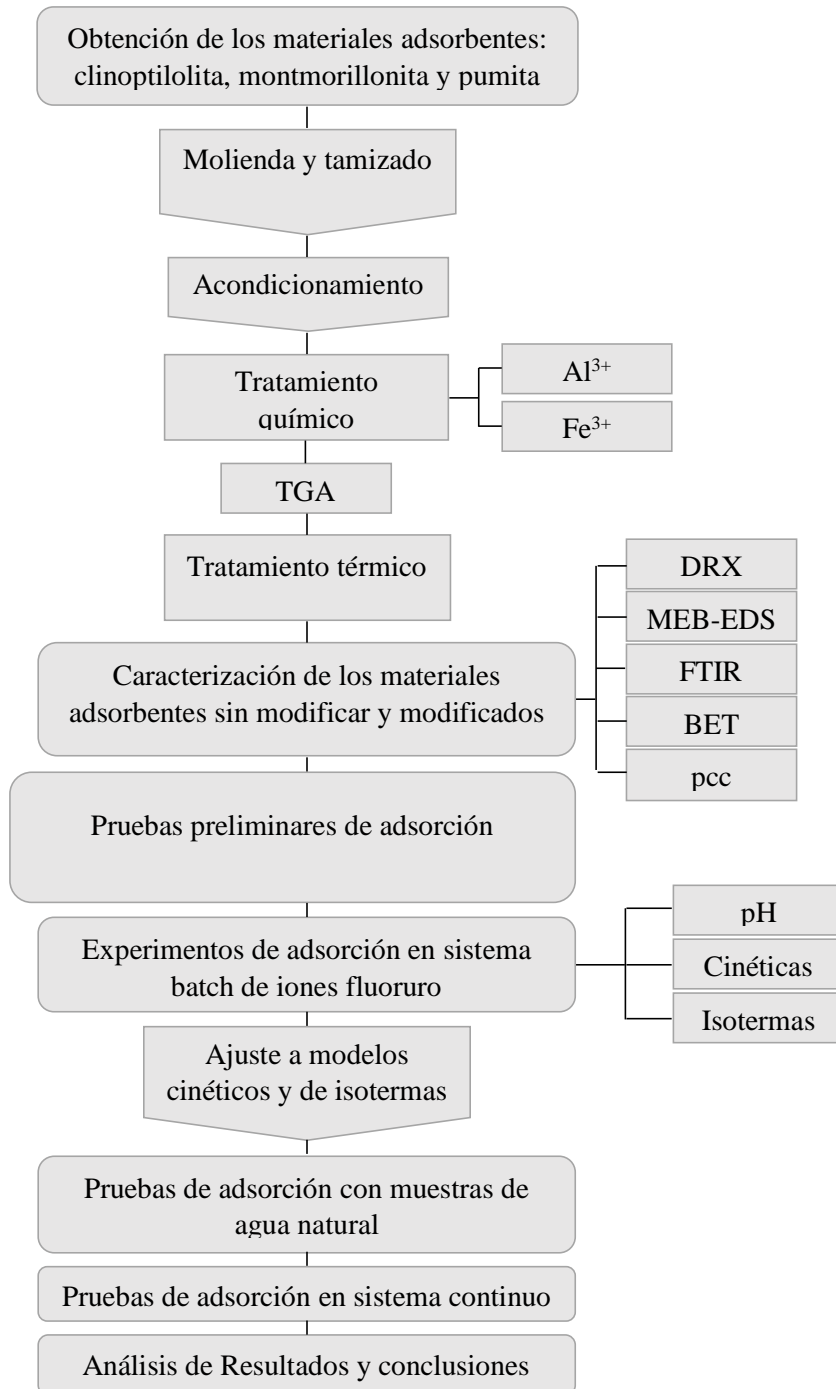 Obtención de los materiales adsorbentes:
clinoptilolita, montmorillonita y pumita
Molienda y tamizado
Acondicionamiento
Tratamiento
químico
Al³⁺
Fe³⁺
TGA
Tratamiento térmico
Caracterización de los materiales
adsorbentes sin modificar y modificados
DRX
MEB-EDS
FTIR
BET
pcc
Pruebas preliminares de adsorción
Experimentos de adsorción en sistema
batch de iones fluoruro
pH
Cinéticas
Isotermas
Ajuste a modelos
cinéticos y de isotermas
Pruebas de adsorción con muestras de
agua natural
Pruebas de adsorción en sistema continuo
Análisis de Resultados y conclusiones